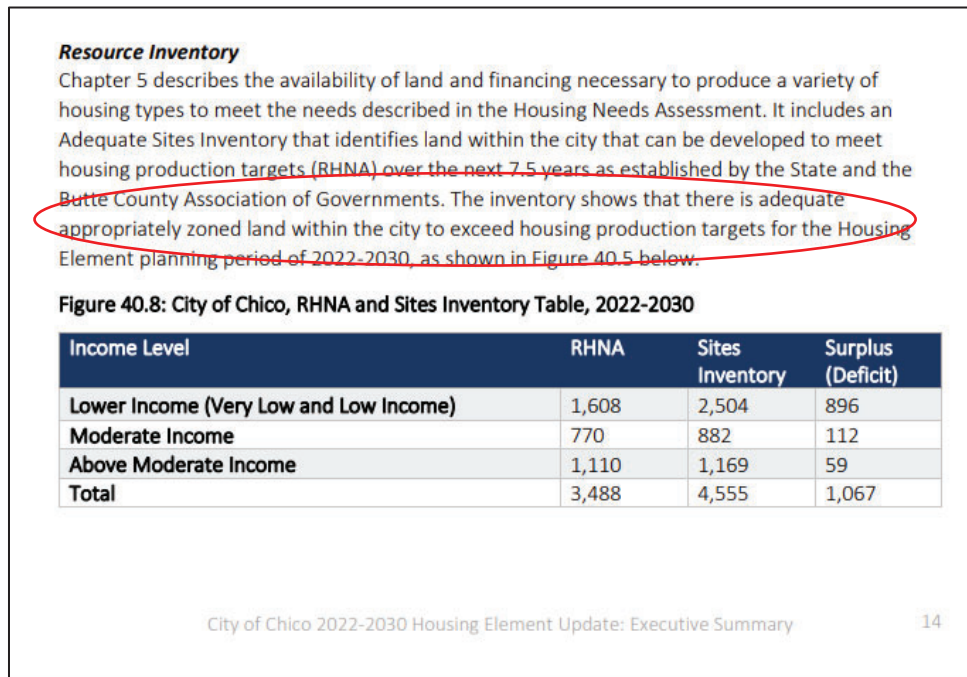 Resource Inventory
Chapter 5 describes the availability of land and financing necessary to produce a variety of
housing types to meet the needs described in the Housing Needs Assessment. It includes an
Adequate Sites Inventory that identifies land within the city that can be developed to meet
housing production targets (RHNA) over the next 7.5 years as established by the State and the
Butte County Association of Governments. The inventory shows that there is adequate
appropriately zoned land within the city to exceed housing production targets for the Housing
Element planning period of 2022-2030, as shown in Figure 40.5 below.
Figure 40.8: City of Chico, RHNA and Sites Inventory Table, 2022-2030
Income Level RHNA Sites Inventory Surplus (Deficit)
Lower Income (Very Low and Low Income) 1,608 2,504 896
Moderate Income 770 882 112
Above Moderate Income 1,110 1,169 59
Total 3,488 4,555 1,067
City of Chico 2022-2030 Housing Element Update: Executive Summary 14